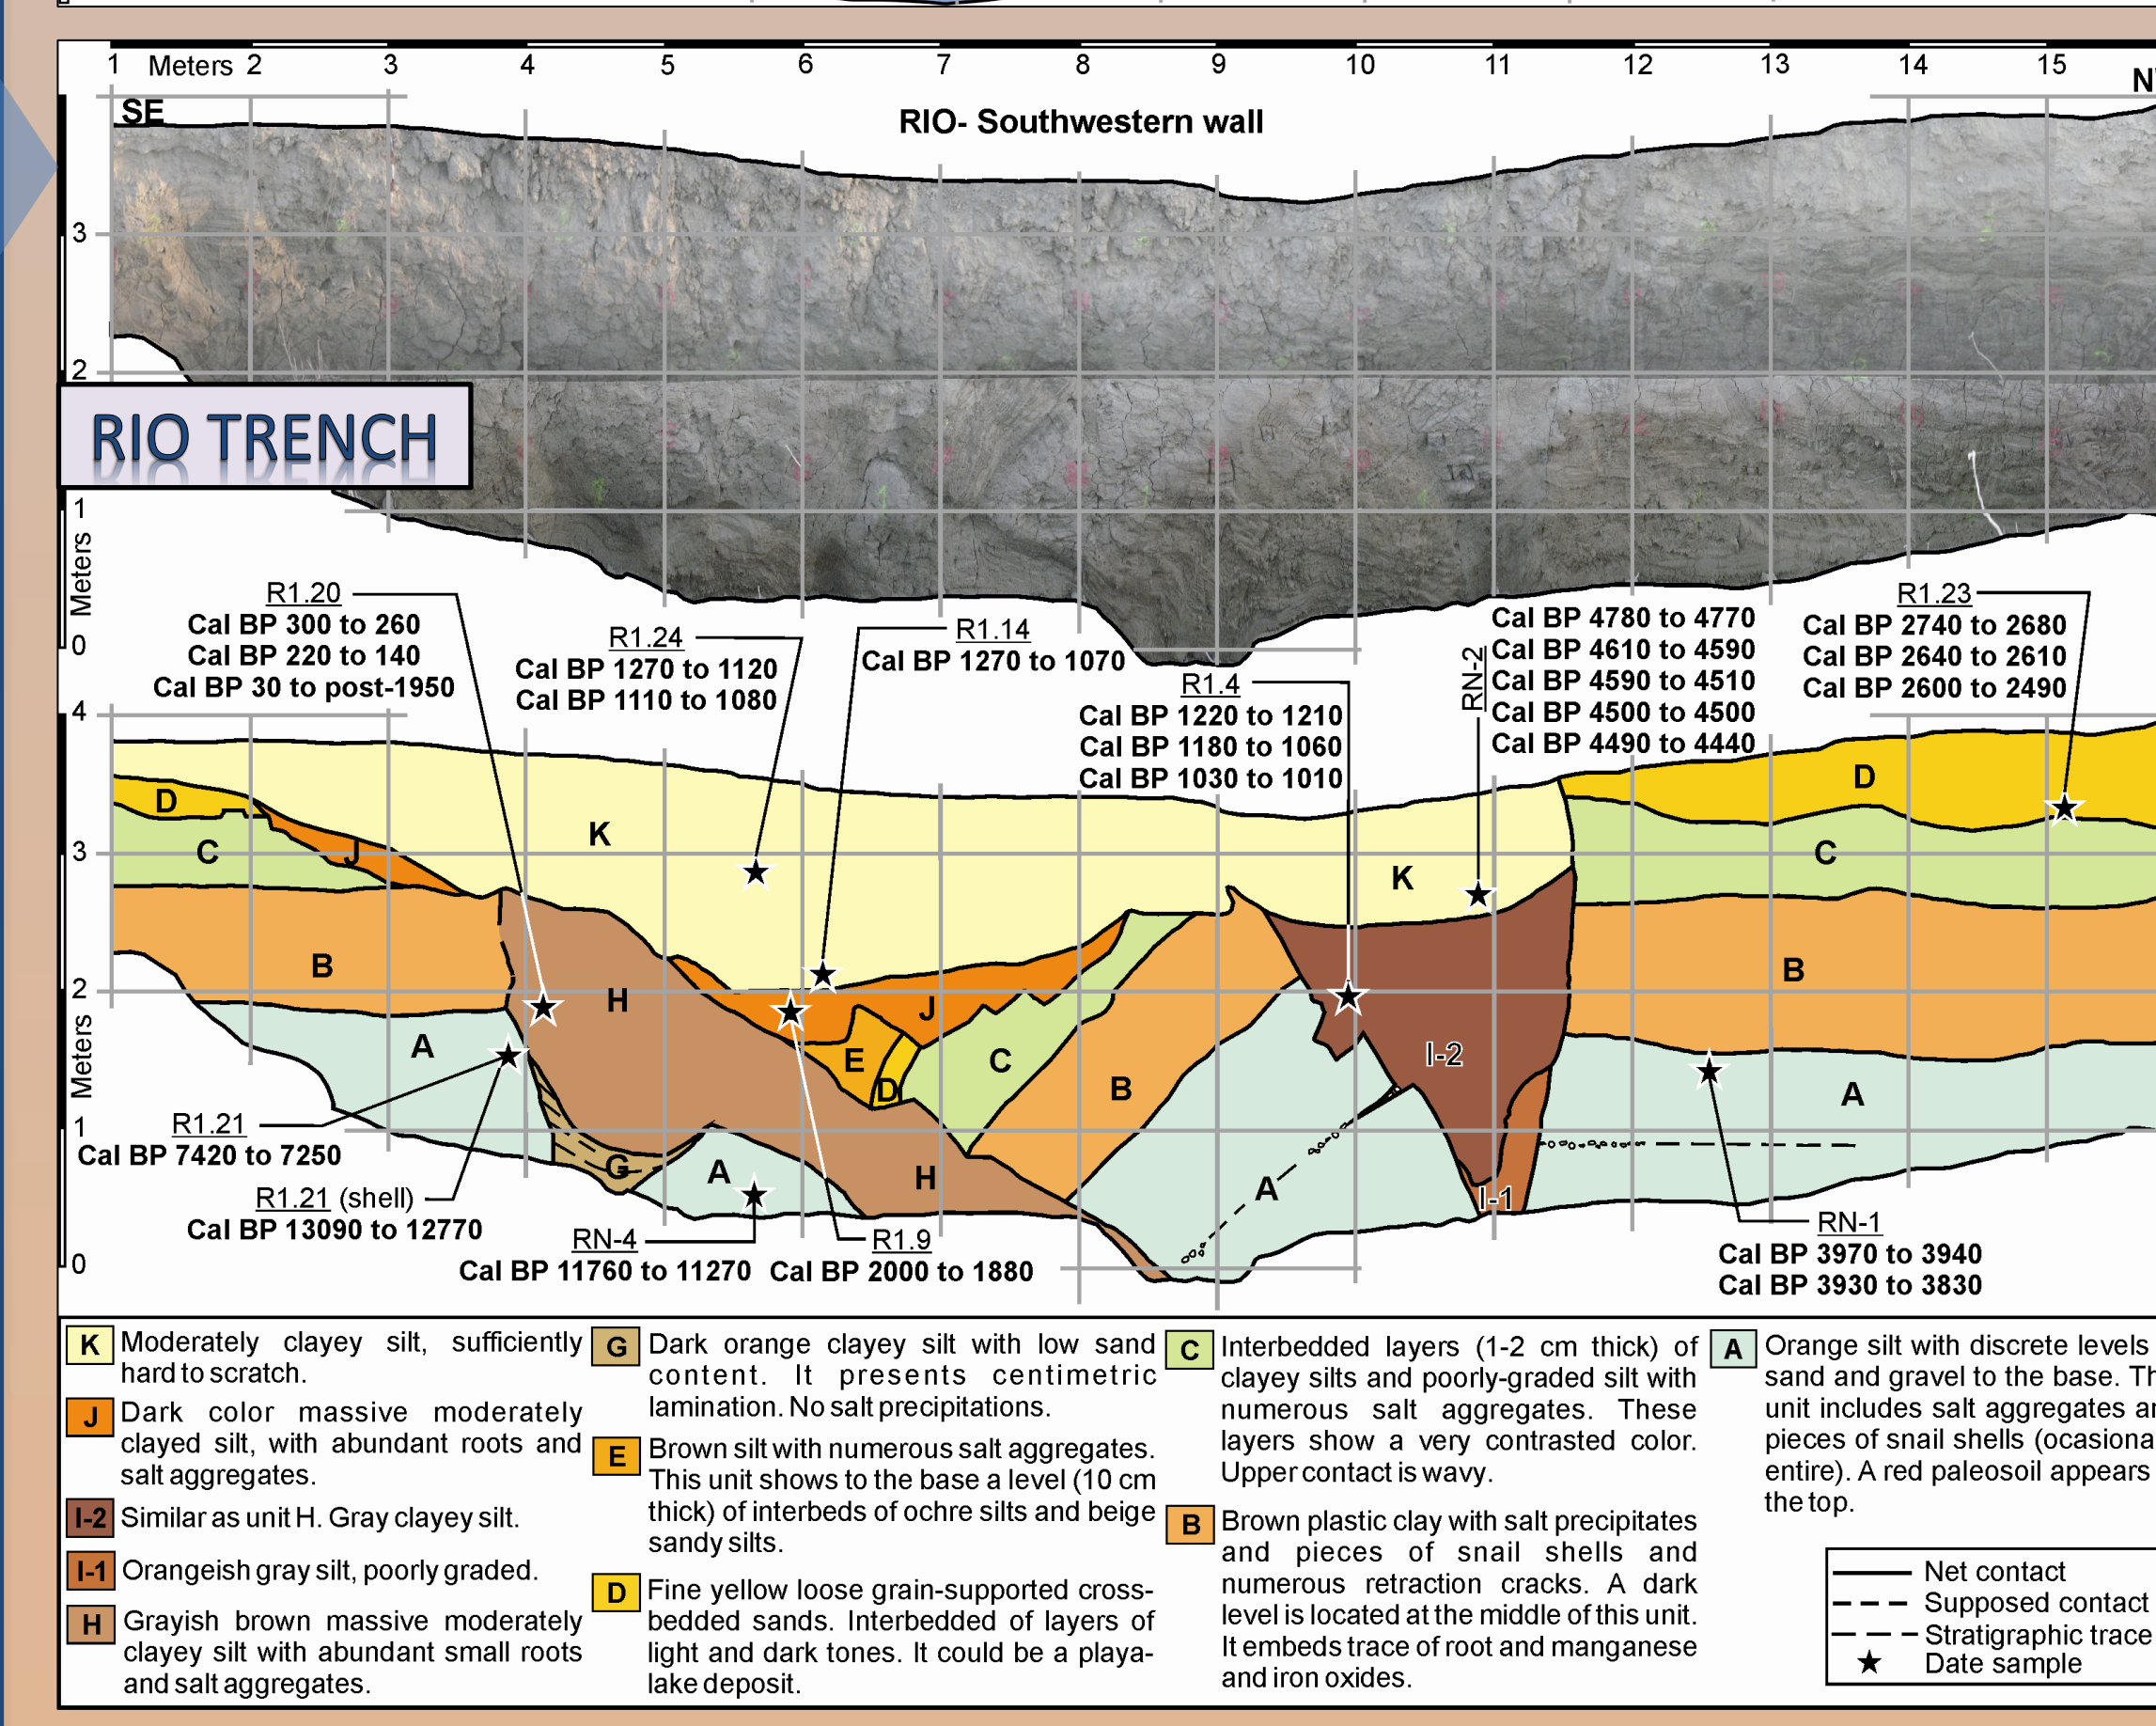 1 Meters 2 3 4 5 6 7 8 9 10 11 12 13 14 15
SE
RIO- Southwestern wall
3
2
RIO TRENCH
1
Meters
0
R1.20
Cal BP 300 to 260
Cal BP 220 to 140
Cal BP 30 to post-1950
R1.24
Cal BP 1270 to 1120
Cal BP 1110 to 1080
R1.14
Cal BP 1270 to 1070
R1.4
Cal BP 1220 to 1210
Cal BP 1180 to 1060
Cal BP 1030 to 1010
RN-2
Cal BP 4780 to 4770
Cal BP 4610 to 4590
Cal BP 4590 to 4510
Cal BP 4500 to 4500
Cal BP 4490 to 4440
R1.23
Cal BP 2740 to 2680
Cal BP 2640 to 2610
Cal BP 2600 to 2490
4
D
D
K
3
C
J
K
C
B
H
B
2
J
A
E
C
I-2
D
B
A
Meters
1
R1.21
Cal BP 7420 to 7250
G
A
H
A
I-1
R1.21 (shell)
Cal BP 13090 to 12770
RN-4
Cal BP 11760 to 11270
R1.9
Cal BP 2000 to 1880
RN-1
Cal BP 3970 to 3940
Cal BP 3930 to 3830
0
K Moderately clayey silt, sufficiently
hard to scratch.
J Dark color massive moderately
clayed silt, with abundant roots and
salt aggregates.
I-2 Similar as unit H. Gray clayey silt.
I-1 Orangeish gray silt, poorly graded.
H Grayish brown massive moderately
clayey silt with abundant small roots
and salt aggregates.
G Dark orange clayey silt with low sand
content. It presents centimetric
lamination. No salt precipitations.
E Brown silt with numerous salt aggregates.
This unit shows to the base a level (10 cm
thick) of interbeds of ochre silts and beige
sandy silts.
D Fine yellow loose grain-supported cross-
bedded sands. Interbedded of layers of
light and dark tones. It could be a playa-
lake deposit.
C Interbedded layers (1-2 cm thick) of
clayey silts and poorly-graded silt with
numerous salt aggregates. These
layers show a very contrasted color.
Upper contact is wavy.
B Brown plastic clay with salt precipitates
and pieces of snail shells and
numerous retraction cracks. A dark
level is located at the middle of this unit.
It embeds trace of root and manganese
and iron oxides.
A Orange silt with discrete levels
sand and gravel to the base.
unit includes salt aggregates
pieces of snail shells
entire). A red paleosoil appears
the top.
Net contact
Supposed contact
Stratigraphic trace
Date sample